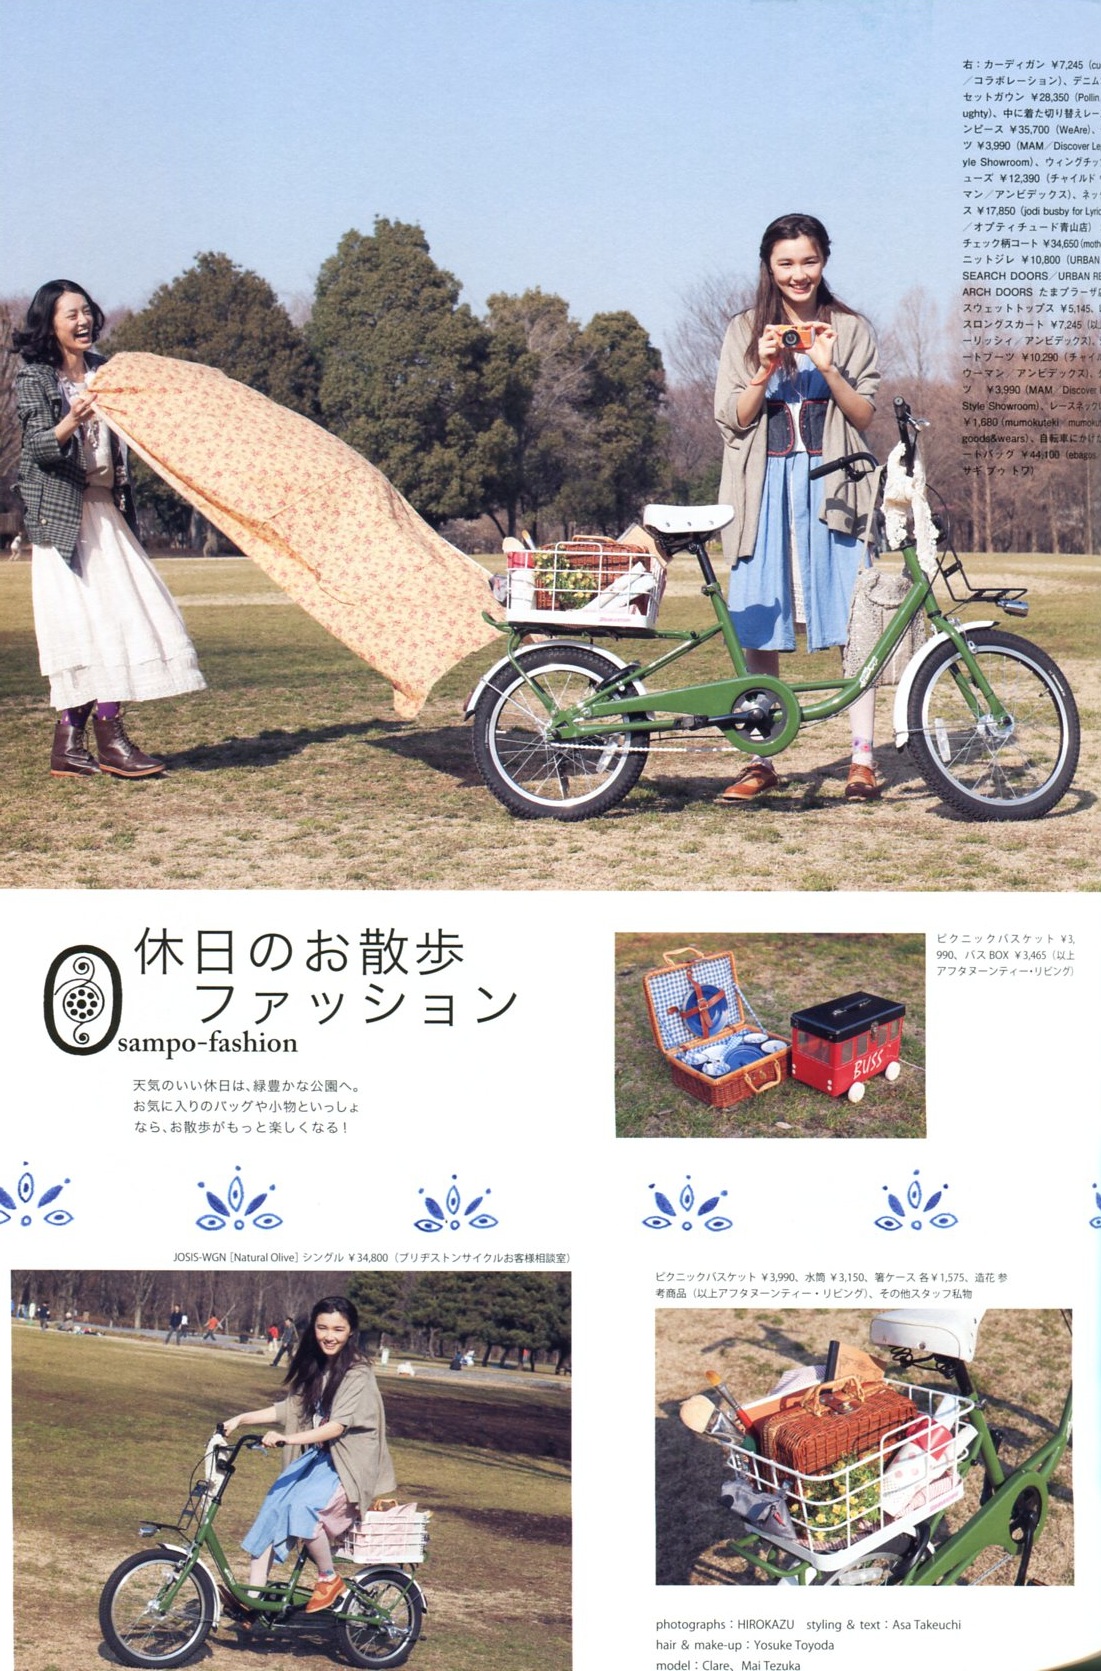 右：カーディガン ￥7,245（cu
／コラボレーション）、デニム
セットガウン ￥28,350（Pollin
ughty）、中に着た切り替えレー
ンピース ￥35,700（WeAre）、
ツ ￥3,990（MAM／Discover Le
yle Showroom）、ウィングチッ
ューズ ￥12,390（チャイルド
マン／アンビデックス）、ネッ
ス ￥17,850（jodi busby for Lyric
／オプティチュード青山店）
チェック柄コート ￥34,650（moth
ニットジレ ￥10,800（URBAN
SEARCH DOORS／URBAN RE
ARCH DOORS たまプラーザ
スウェットトップス ￥5,145、
スロングスカート ￥7,245（以
ーリッシィ／アンビデックス）、
ートブーツ ￥10,290（チャイル
ウーマン／アンビデックス）、
ツ ￥3,990（MAM／Discover
Style Showroom）、レースネック
￥1,680（mumokuteki／mumoku
goods&wears）、自転車にかけ
ートバッグ ￥44,100（ebagos
サギ プゥ トワ）
休日のお散歩
ファッション
Osampo-fashion
天気のいい休日は、緑豊かな公園へ。
お気に入りのバッグや小物といっしょ
なら、お散歩がもっと楽しくなる！
ピクニックバスケット ￥3,
990、バス BOX ￥3,465（以上
アフタヌーンティー・リビング）
BUSS
JOSIS-WGN［Natural Olive］シングル ￥34,800（ブリヂストンサイクルお客様相談室）
ピクニックバスケット ￥3,990、水筒 ￥3,150、箸ケース 各￥1,575、造花 参
考商品（以上アフタヌーンティー・リビング）、その他スタッフ私物
photographs：HIROKAZU　styling & text：Asa Takeuchi
hair & make-up：Yosuke Toyoda
model：Clare、Mai Tezuka